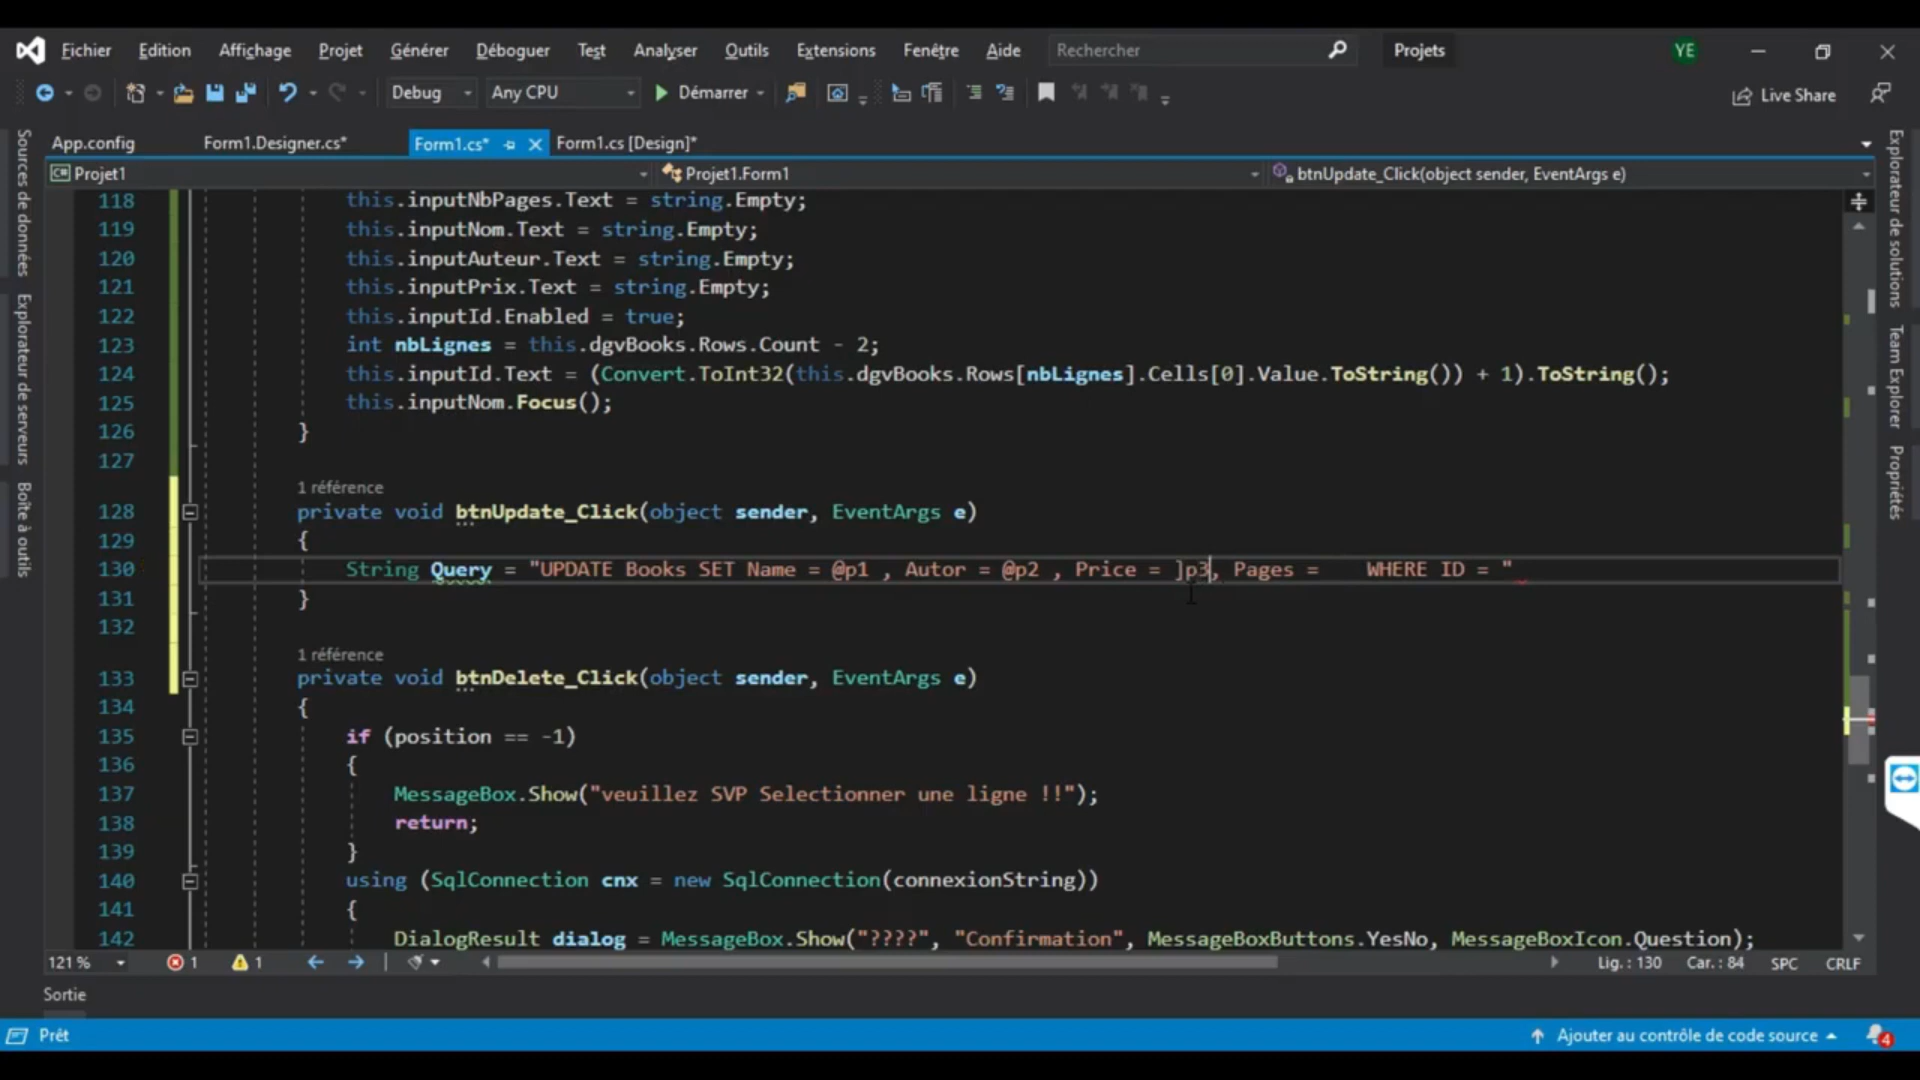 Fichier Edition Affichage Projet Générer Déboguer Test Analyser Outils Extensions Fenêtre Aide Rechercher Projets YE
Debug Any CPU Démarrer Live Share
App.config Form1.Designer.cs* Form1.cs* Form1.cs [Design]*
Projet1 Projet1.Form1 btnUpdate_Click(object sender, EventArgs e)
Sources de données
Explorateur de serveurs
Boîte à outils
118 this.inputNbPages.Text = string.Empty;
119 this.inputNom.Text = string.Empty;
120 this.inputAuteur.Text = string.Empty;
121 this.inputPrix.Text = string.Empty;
122 this.inputId.Enabled = true;
123 int nbLignes = this.dgvBooks.Rows.Count - 2;
124 this.inputId.Text = (Convert.ToInt32(this.dgvBooks.Rows[nbLignes].Cells[0].Value.ToString()) + 1).ToString();
125 this.inputNom.Focus();
126 }
127
1 référence
128 private void btnUpdate_Click(object sender, EventArgs e)
129 {
130 String Query = "UPDATE Books SET Name = @p1 , Autor = @p2 , Price = ]p3, Pages =    WHERE ID = "
131 }
132
1 référence
133 private void btnDelete_Click(object sender, EventArgs e)
134 {
135 if (position == -1)
136 {
137 MessageBox.Show("veuillez SVP Selectionner une ligne !!");
138 return;
139 }
140 using (SqlConnection cnx = new SqlConnection(connexionString))
141 {
142 DialogResult dialog = MessageBox.Show("????", "Confirmation", MessageBoxButtons.YesNo, MessageBoxIcon.Question);
Explorateur de solutions
Team Explorer
Propriétés
121 % 1 1 Lig. : 130 Car. : 84 SPC CRLF
Sortie
Prêt Ajouter au contrôle de code source 4